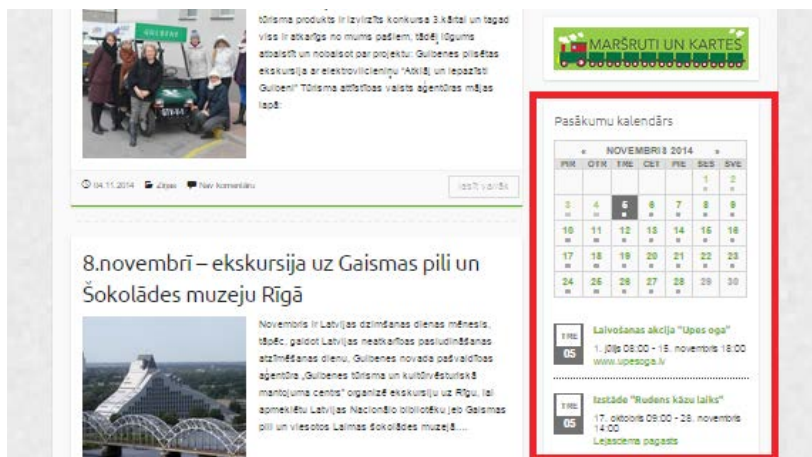 GULBENE
GTV-V-1
tūrisma produkts ir izvirzīts konkursa 3.kārtai un tagad
viss ir atkarīgs no mums pašiem, tādēļ lūgums
atbalstīt un nobalsot par projektu: Gulbenes pilsētas
ekskursija ar elektrovilcieniņu "Atklāj un iepazīsti
Gulbeni" Tūrisma attīstības valsts aģentūras mājas
lapā:
04.11.2014 Ziņas Nav komentāru
lasīt vairāk
8.novembrī – ekskursija uz Gaismas pili un
Šokolādes muzeju Rīgā
Novembris ir Latvijas dzimšanas dienas mēnesis,
tāpēc, gaidot Latvijas neatkarības pasludināšanas
atzīmēšanas dienu, Gulbenes novada pašvaldības
aģentūra „Gulbenes tūrisma un kultūrvēsturiskā
mantojuma centrs" organizē ekskursiju uz Rīgu, lai
apmeklētu Latvijas Nacionālo bibliotēku jeb Gaismas
pili un viesotos Laimas šokolādes muzejā....
MARŠRUTI UN KARTES
Pasākumu kalendārs
« NOVEMBRIS 2014 »
PIR OTR TRE CET PIE SES SVE
1 2
3 4 5 6 7 8 9
10 11 12 13 14 15 16
17 18 19 20 21 22 23
24 25 26 27 28 29 30
TRE
05
Laivošanas akcija "Upes oga"
1. jūlijs 08:00 - 15. novembris 18:00
www.upesoga.lv
TRE
05
Izstāde "Rudens kāzu laiks"
17. oktobris 09:00 - 28. novembris
14:00
Lejasciema pagasts